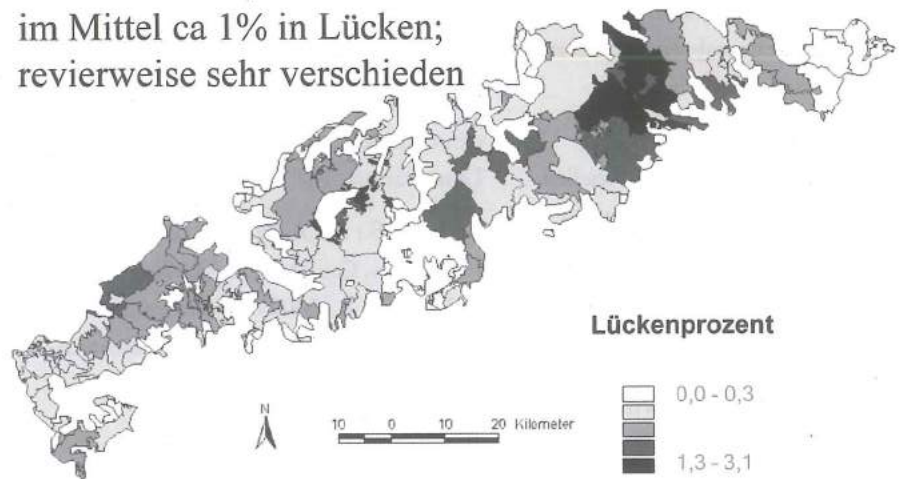 im Mittel ca 1% in Lücken;
revierweise sehr verschieden
Lückenprozent
0,0 - 0,3
1,3 - 3,1
N
10 0 10 20 Kilometer